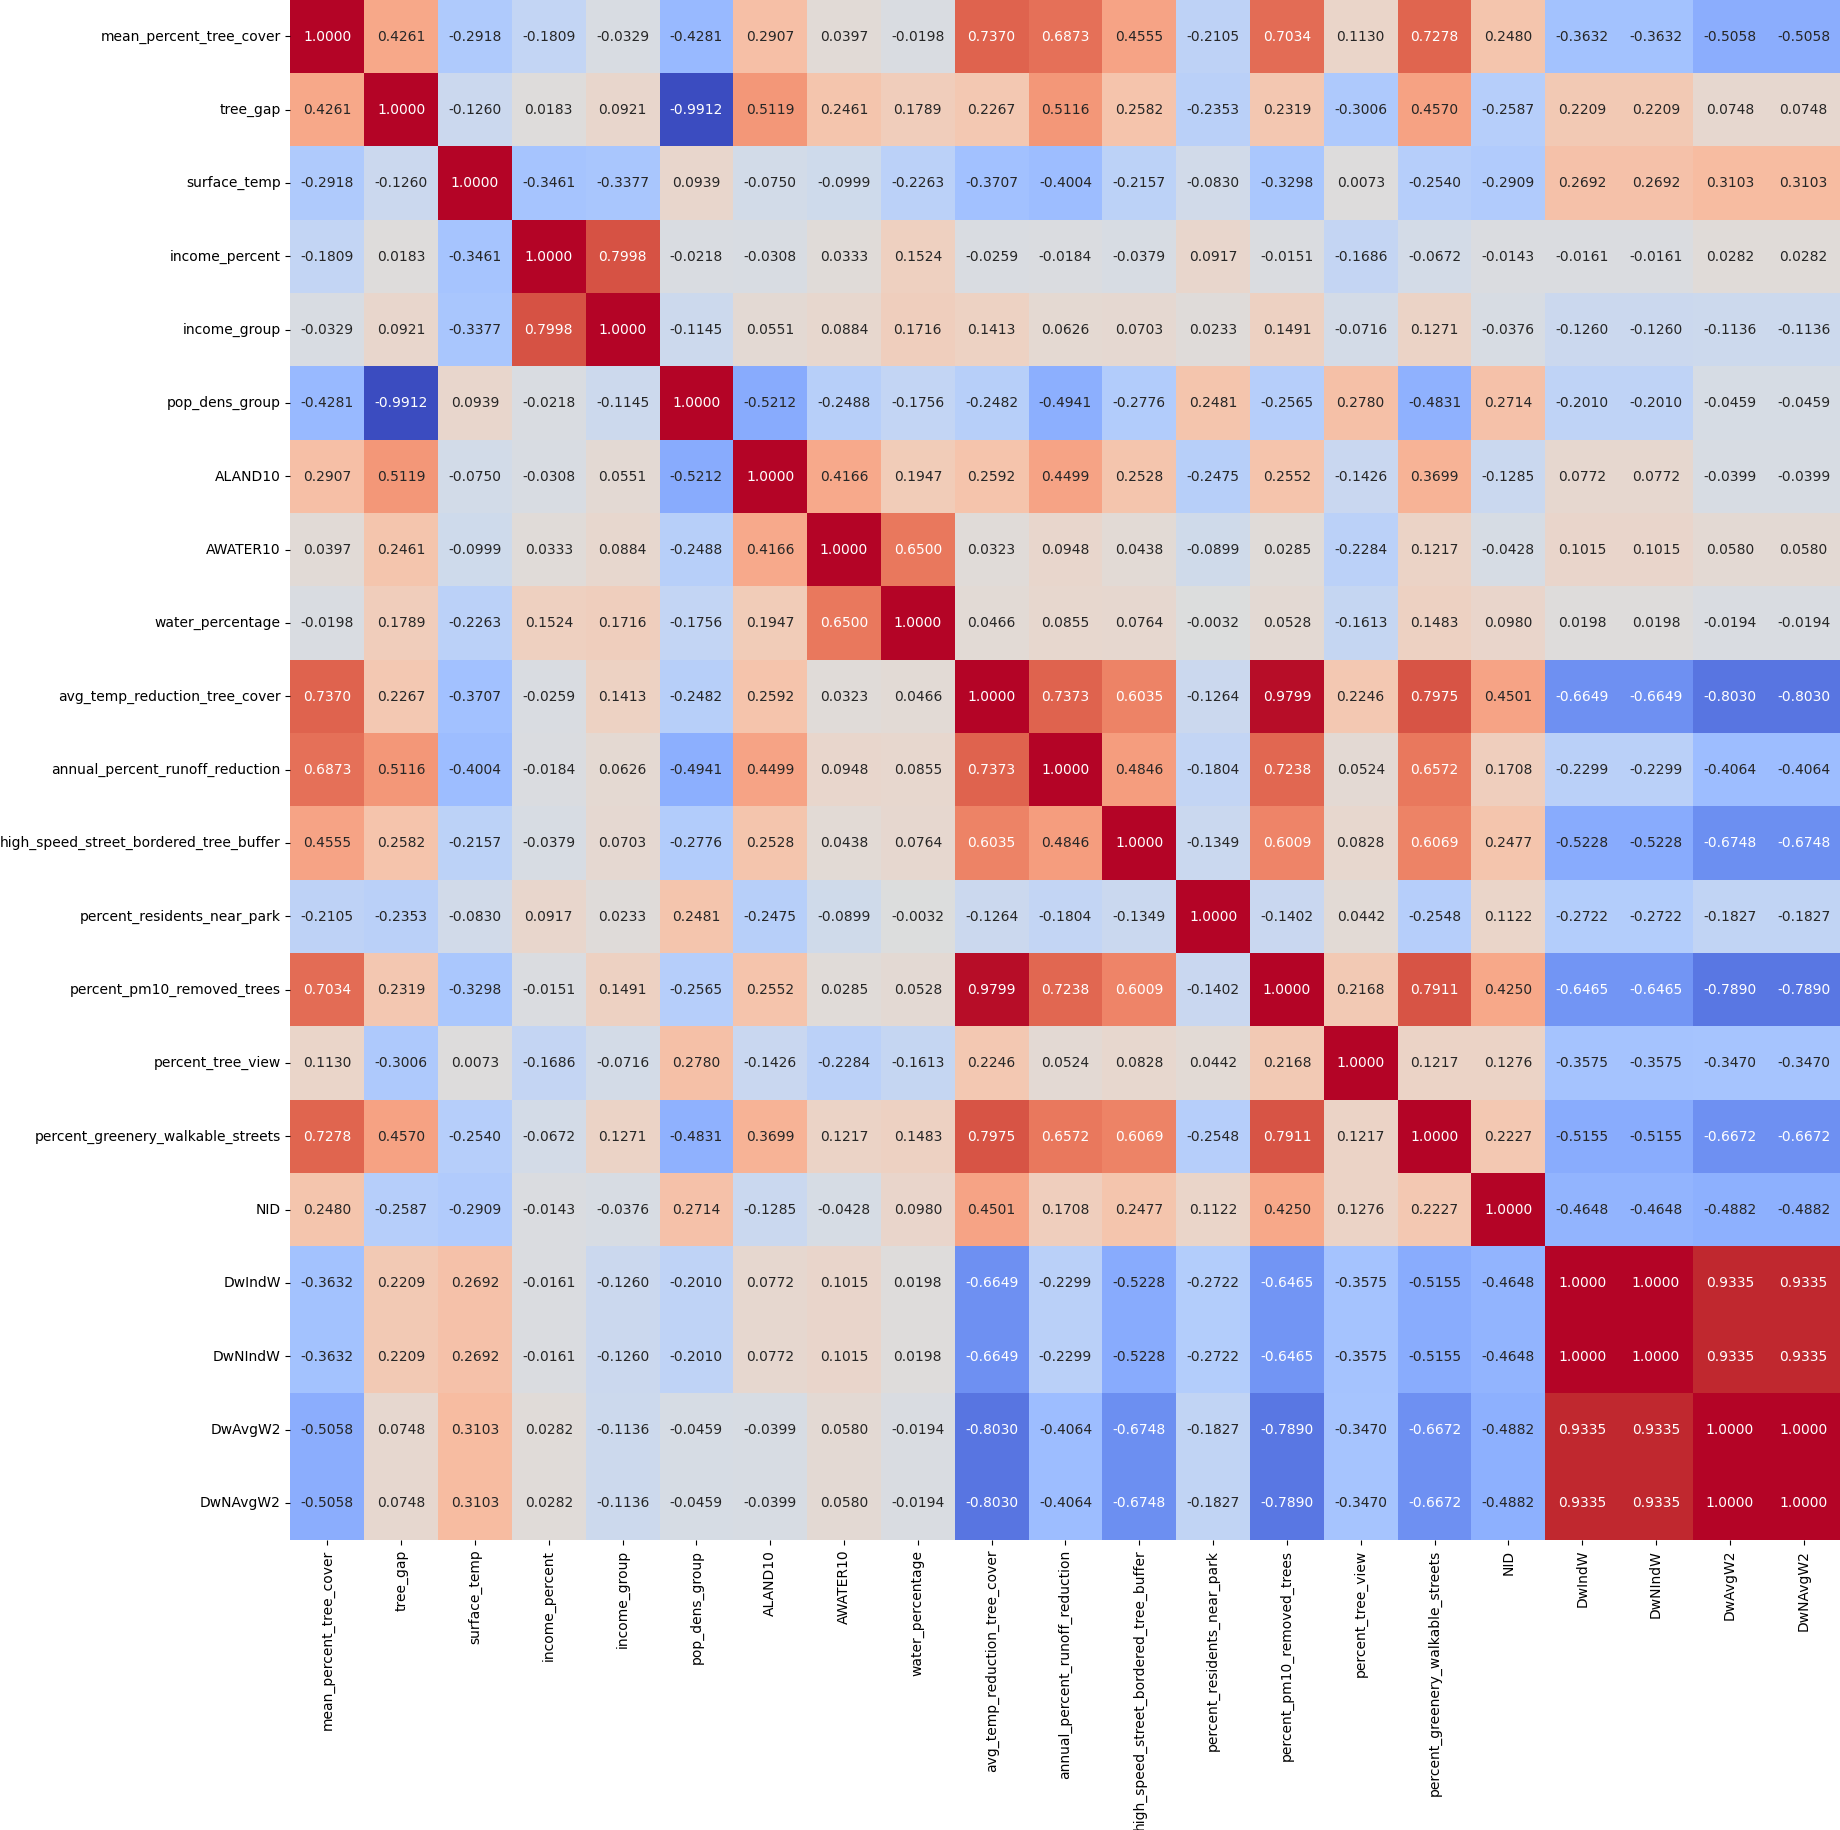 mean_percent_tree_cover 1.0000 0.4261 -0.2918 -0.1809 -0.0329 -0.4281 0.2907 0.0397 -0.0198 0.7370 0.6873 0.4555 -0.2105 0.7034 0.1130 0.7278 0.2480 -0.3632 -0.3632 -0.5058 -0.5058
tree_gap 0.4261 1.0000 -0.1260 0.0183 0.0921 -0.9912 0.5119 0.2461 0.1789 0.2267 0.5116 0.2582 -0.2353 0.2319 -0.3006 0.4570 -0.2587 0.2209 0.2209 0.0748 0.0748
surface_temp -0.2918 -0.1260 1.0000 -0.3461 -0.3377 0.0939 -0.0750 -0.0999 -0.2263 -0.3707 -0.4004 -0.2157 -0.0830 -0.3298 0.0073 -0.2540 -0.2909 0.2692 0.2692 0.3103 0.3103
income_percent -0.1809 0.0183 -0.3461 1.0000 0.7998 -0.0218 -0.0308 0.0333 0.1524 -0.0259 -0.0184 -0.0379 0.0917 -0.0151 -0.1686 -0.0672 -0.0143 -0.0161 -0.0161 0.0282 0.0282
income_group -0.0329 0.0921 -0.3377 0.7998 1.0000 -0.1145 0.0551 0.0884 0.1716 0.1413 0.0626 0.0703 0.0233 0.1491 -0.0716 0.1271 -0.0376 -0.1260 -0.1260 -0.1136 -0.1136
pop_dens_group -0.4281 -0.9912 0.0939 -0.0218 -0.1145 1.0000 -0.5212 -0.2488 -0.1756 -0.2482 -0.4941 -0.2776 0.2481 -0.2565 0.2780 -0.4831 0.2714 -0.2010 -0.2010 -0.0459 -0.0459
ALAND10 0.2907 0.5119 -0.0750 -0.0308 0.0551 -0.5212 1.0000 0.4166 0.1947 0.2592 0.4499 0.2528 -0.2475 0.2552 -0.1426 0.3699 -0.1285 0.0772 0.0772 -0.0399 -0.0399
AWATER10 0.0397 0.2461 -0.0999 0.0333 0.0884 -0.2488 0.4166 1.0000 0.6500 0.0323 0.0948 0.0438 -0.0899 0.0285 -0.2284 0.1217 -0.0428 0.1015 0.1015 0.0580 0.0580
water_percentage -0.0198 0.1789 -0.2263 0.1524 0.1716 -0.1756 0.1947 0.6500 1.0000 0.0466 0.0855 0.0764 -0.0032 0.0528 -0.1613 0.1483 0.0980 0.0198 0.0198 -0.0194 -0.0194
avg_temp_reduction_tree_cover 0.7370 0.2267 -0.3707 -0.0259 0.1413 -0.2482 0.2592 0.0323 0.0466 1.0000 0.7373 0.6035 -0.1264 0.9799 0.2246 0.7975 0.4501 -0.6649 -0.6649 -0.8030 -0.8030
annual_percent_runoff_reduction 0.6873 0.5116 -0.4004 -0.0184 0.0626 -0.4941 0.4499 0.0948 0.0855 0.7373 1.0000 0.4846 -0.1804 0.7238 0.0524 0.6572 0.1708 -0.2299 -0.2299 -0.4064 -0.4064
high_speed_street_bordered_tree_buffer 0.4555 0.2582 -0.2157 -0.0379 0.0703 -0.2776 0.2528 0.0438 0.0764 0.6035 0.4846 1.0000 -0.1349 0.6009 0.0828 0.6069 0.2477 -0.5228 -0.5228 -0.6748 -0.6748
percent_residents_near_park -0.2105 -0.2353 -0.0830 0.0917 0.0233 0.2481 -0.2475 -0.0899 -0.0032 -0.1264 -0.1804 -0.1349 1.0000 -0.1402 0.0442 -0.2548 0.1122 -0.2722 -0.2722 -0.1827 -0.1827
percent_pm10_removed_trees 0.7034 0.2319 -0.3298 -0.0151 0.1491 -0.2565 0.2552 0.0285 0.0528 0.9799 0.7238 0.6009 -0.1402 1.0000 0.2168 0.7911 0.4250 -0.6465 -0.6465 -0.7890 -0.7890
percent_tree_view 0.1130 -0.3006 0.0073 -0.1686 -0.0716 0.2780 -0.1426 -0.2284 -0.1613 0.2246 0.0524 0.0828 0.0442 0.2168 1.0000 0.1217 0.1276 -0.3575 -0.3575 -0.3470 -0.3470
percent_greenery_walkable_streets 0.7278 0.4570 -0.2540 -0.0672 0.1271 -0.4831 0.3699 0.1217 0.1483 0.7975 0.6572 0.6069 -0.2548 0.7911 0.1217 1.0000 0.2227 -0.5155 -0.5155 -0.6672 -0.6672
NID 0.2480 -0.2587 -0.2909 -0.0143 -0.0376 0.2714 -0.1285 -0.0428 0.0980 0.4501 0.1708 0.2477 0.1122 0.4250 0.1276 0.2227 1.0000 -0.4648 -0.4648 -0.4882 -0.4882
DwIndW -0.3632 0.2209 0.2692 -0.0161 -0.1260 -0.2010 0.0772 0.1015 0.0198 -0.6649 -0.2299 -0.5228 -0.2722 -0.6465 -0.3575 -0.5155 -0.4648 1.0000 1.0000 0.9335 0.9335
DwNIndW -0.3632 0.2209 0.2692 -0.0161 -0.1260 -0.2010 0.0772 0.1015 0.0198 -0.6649 -0.2299 -0.5228 -0.2722 -0.6465 -0.3575 -0.5155 -0.4648 1.0000 1.0000 0.9335 0.9335
DwAvgW2 -0.5058 0.0748 0.3103 0.0282 -0.1136 -0.0459 -0.0399 0.0580 -0.0194 -0.8030 -0.4064 -0.6748 -0.1827 -0.7890 -0.3470 -0.6672 -0.4882 0.9335 0.9335 1.0000 1.0000
DwNAvgW2 -0.5058 0.0748 0.3103 0.0282 -0.1136 -0.0459 -0.0399 0.0580 -0.0194 -0.8030 -0.4064 -0.6748 -0.1827 -0.7890 -0.3470 -0.6672 -0.4882 0.9335 0.9335 1.0000 1.0000
mean_percent_tree_cover
tree_gap
surface_temp
income_percent
income_group
pop_dens_group
ALAND10
AWATER10
water_percentage
avg_temp_reduction_tree_cover
annual_percent_runoff_reduction
high_speed_street_bordered_tree_buffer
percent_residents_near_park
percent_pm10_removed_trees
percent_tree_view
percent_greenery_walkable_streets
NID
DwIndW
DwNIndW
DwAvgW2
DwNAvgW2